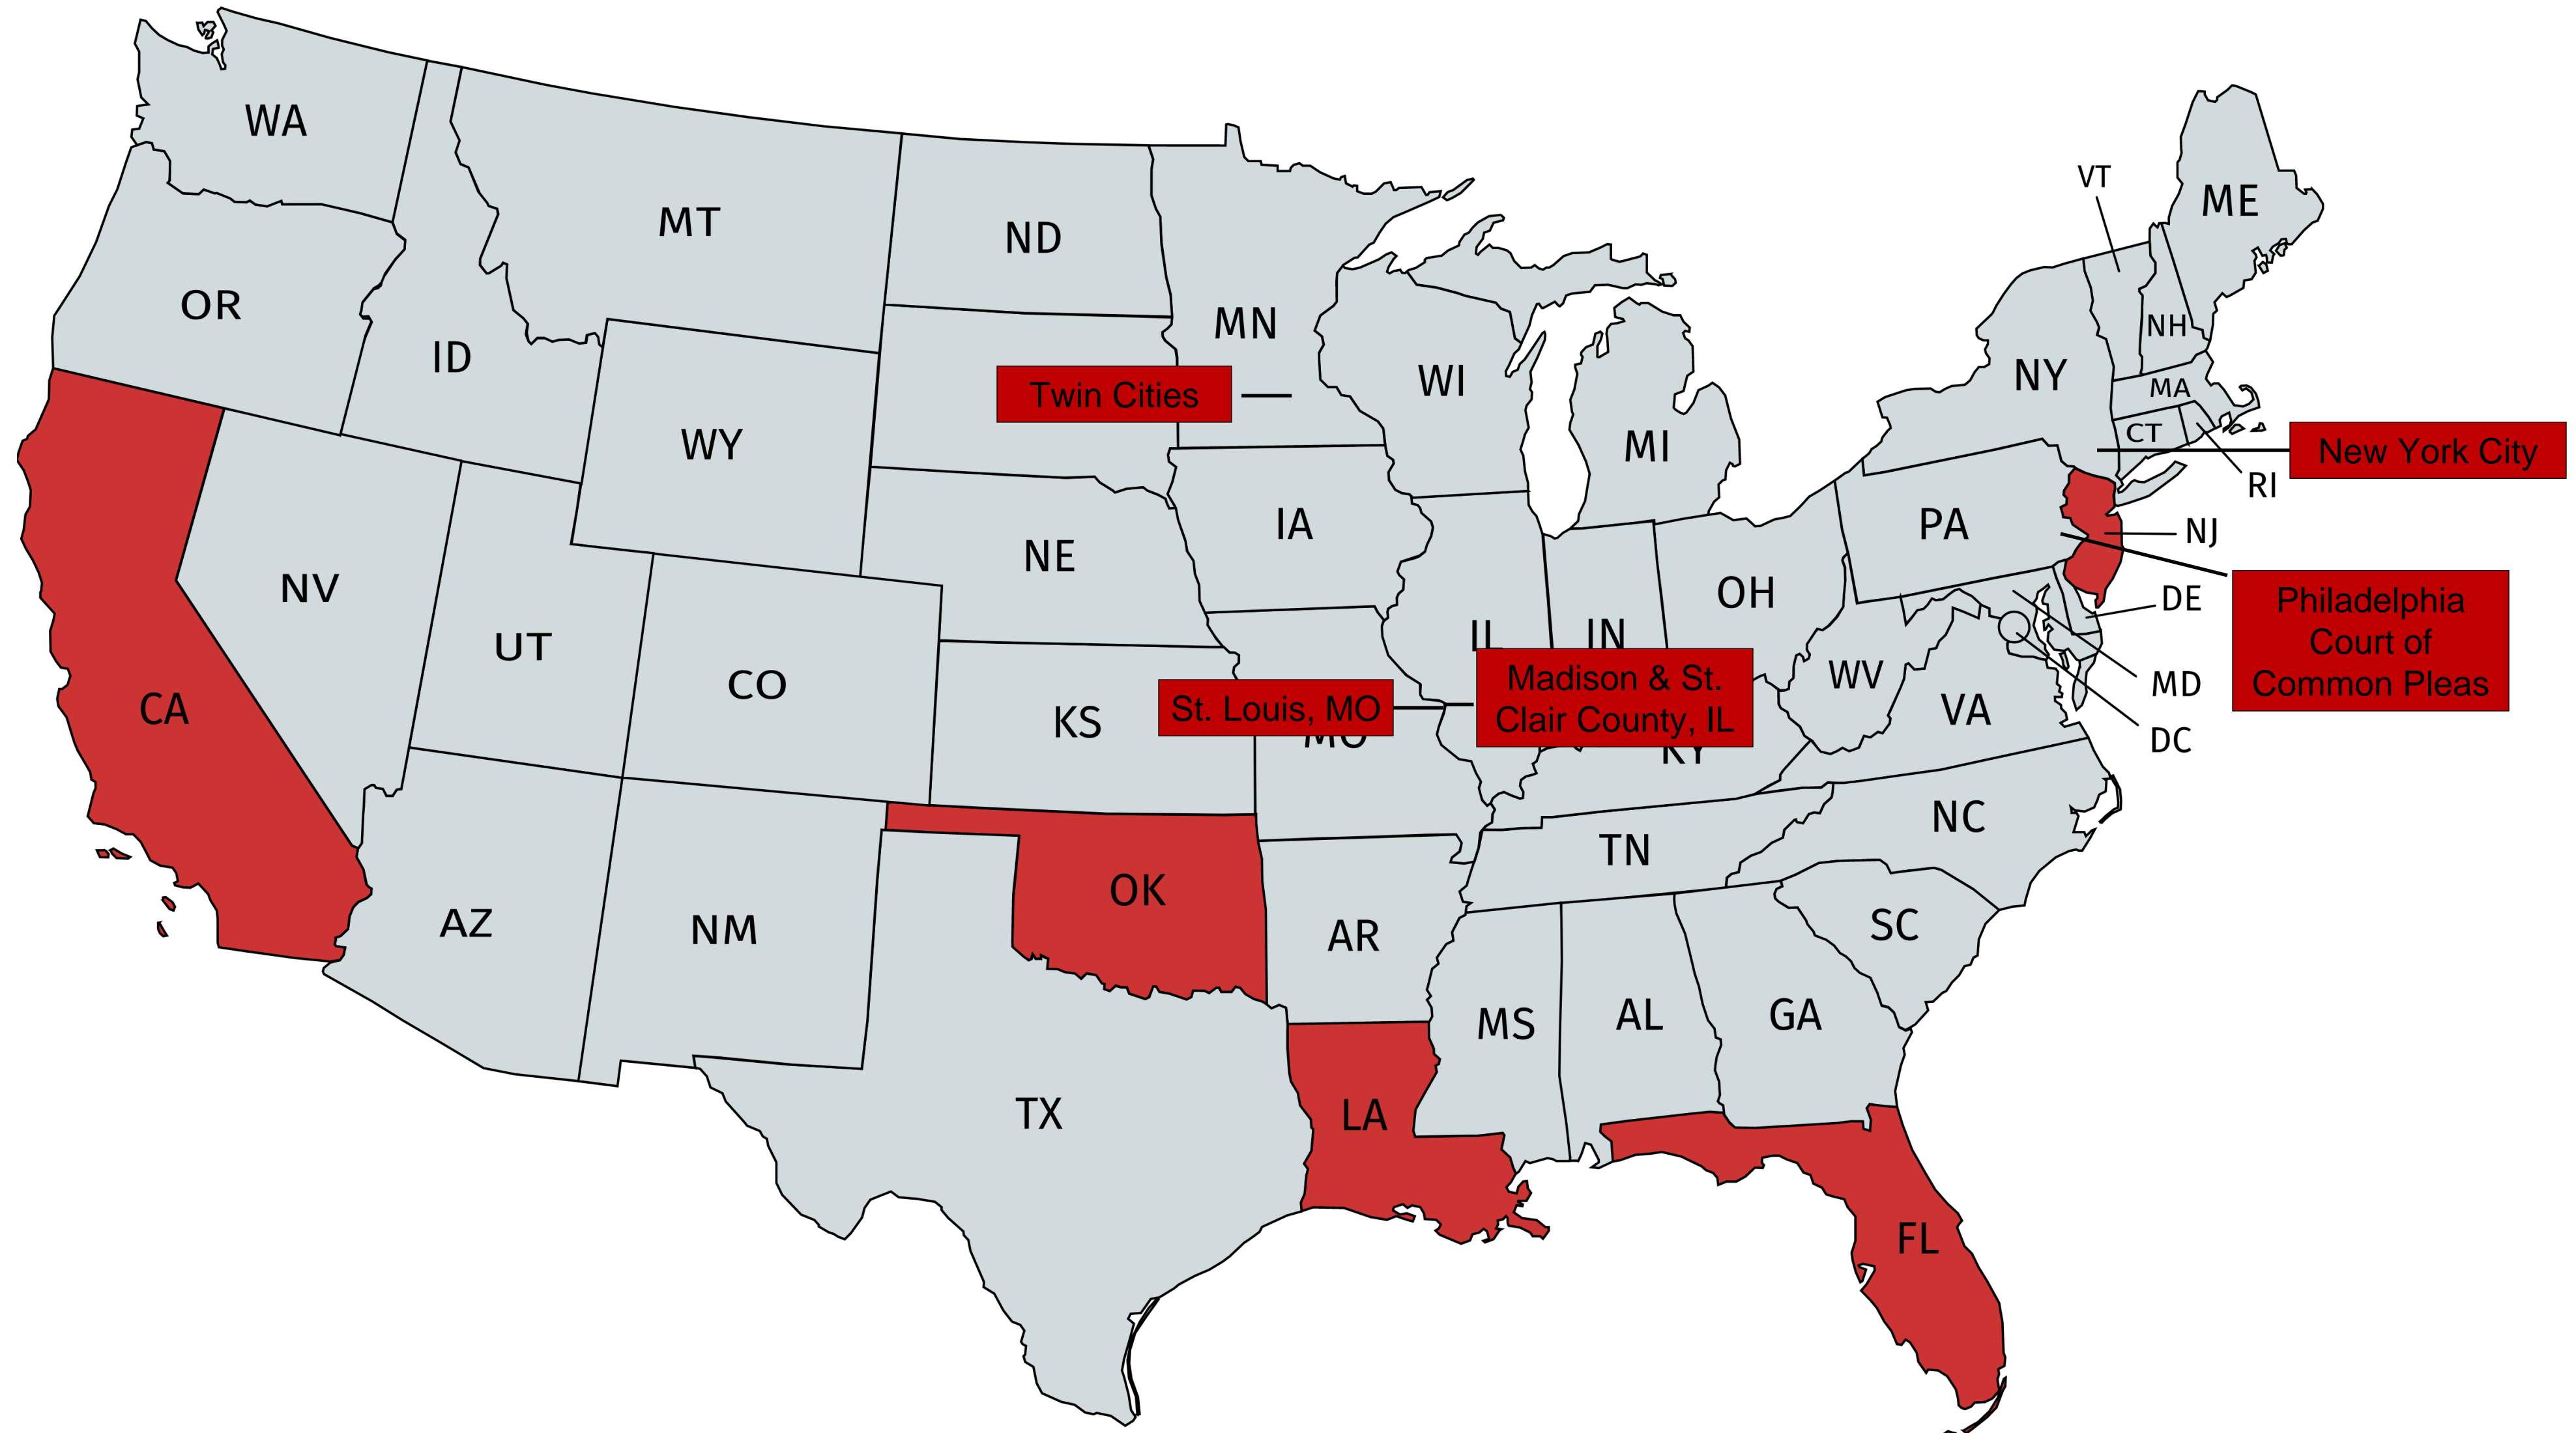 WA
VT
ME
MT
ND
OR
MN
NH
ID
NY
WI
MA
Twin Cities
CT
WY
MI
New York City
RI
IA
PA
NJ
NE
NV
OH
DE
Philadelphia
Court of
Common Pleas
UT
IL
IN
CO
WV
MD
CA
KS
St. Louis, MO
Madison & St.
Clair County, IL
VA
MO
KY
DC
NC
TN
OK
AZ
NM
AR
SC
MS
AL
GA
TX
LA
FL